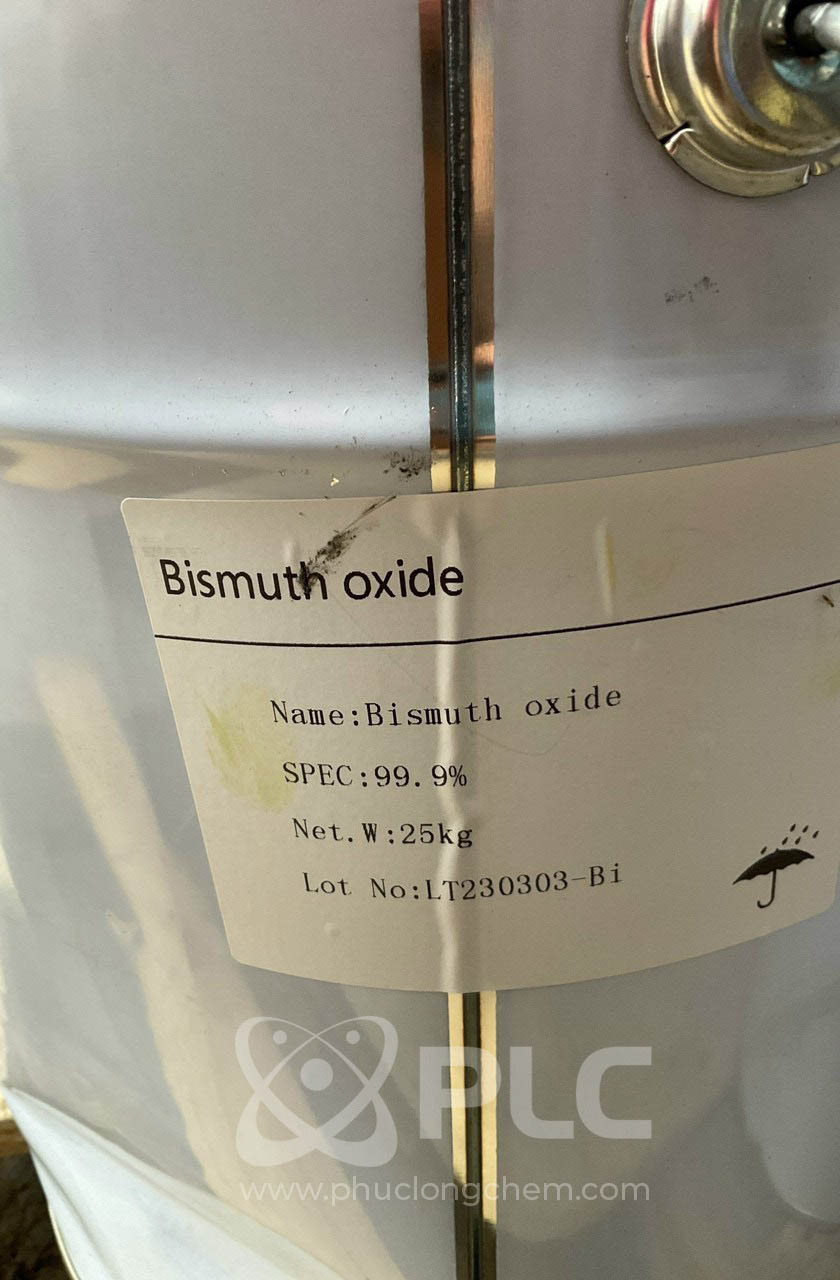 Bismuth oxide
Name:Bismuth oxide
SPEC:99.9%
Net.W:25kg
Lot No:LT230303-Bi
PLC
www.phuclongchem.com